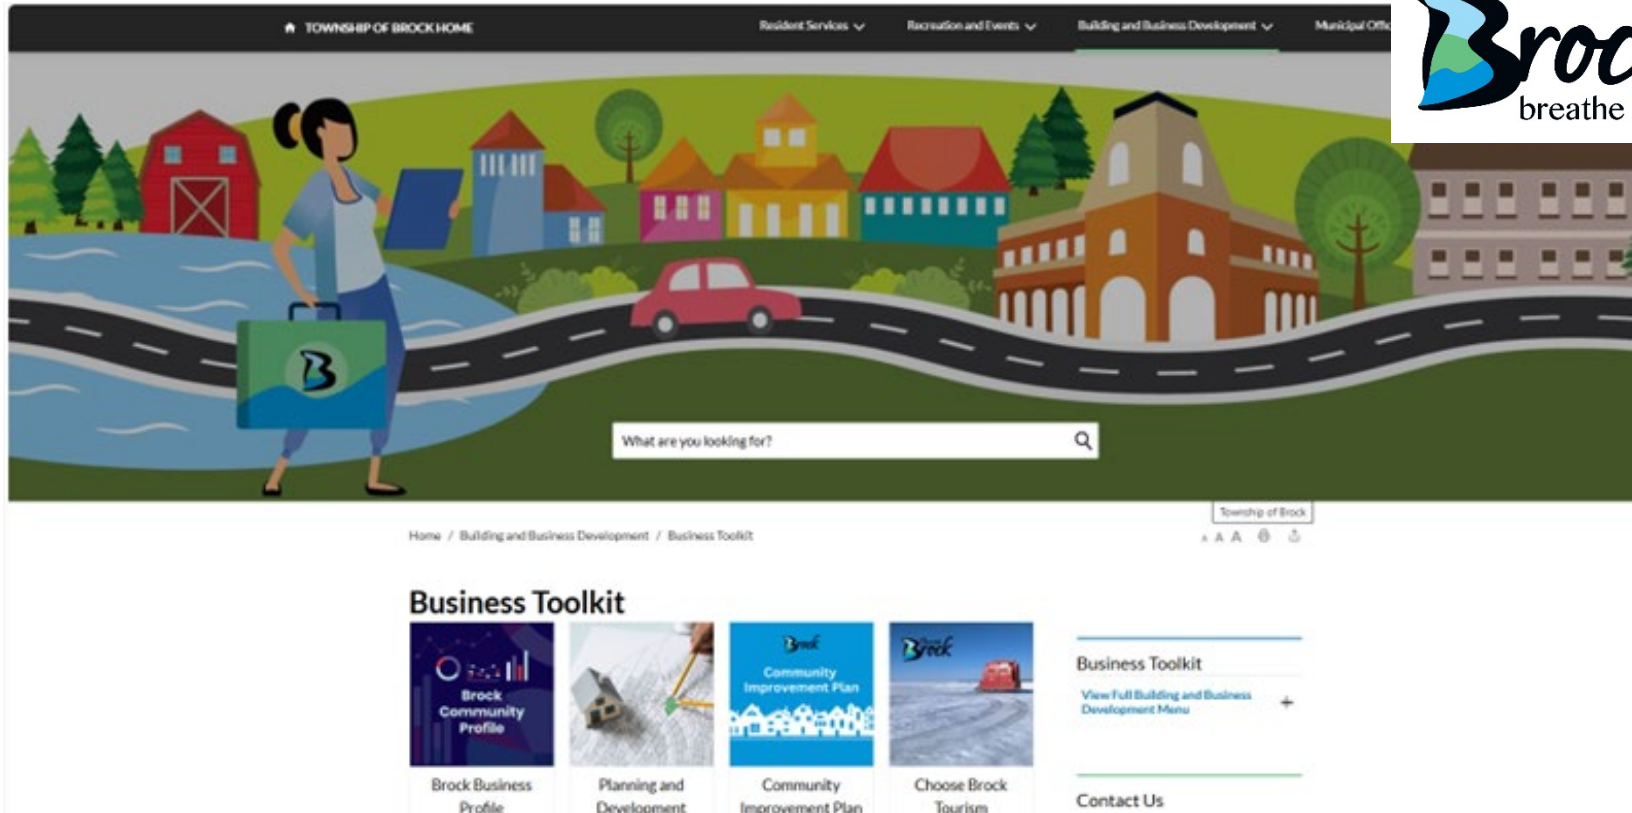 TOWNSHIP OF BROCK HOME
Resident Services
Recreation and Events
Building and Business Development
Municipal
Broc
breathe
B
What are you looking for?
Township of Brock
Home / Building and Business Development / Business Toolkit
A A A
Business Toolkit
Brock
Community
Profile
Brock
Community
Improvement Plan
Brock
Business Toolkit
View Full Building and Business
Development Menu
+
Brock Business
Profile
Planning and
Development
Community
Improvement Plan
Choose Brock
Tourism
Contact Us